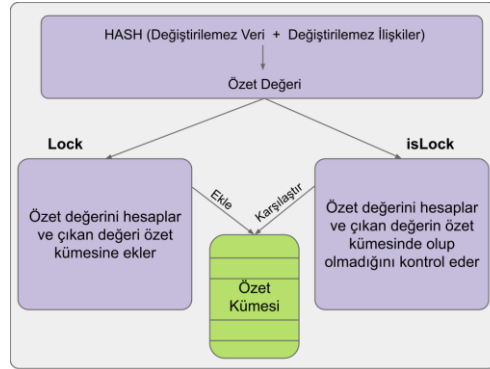 HASH (Değiştirilemez Veri + Değiştirilemez İlişkiler)
Özet Değeri
Lock
isLock
Özet değerini hesaplar
ve çıkan değeri özet
kümesine ekler
Ekle
Karşılaştır
Özet değerini hesaplar
ve çıkan değerin özet
kümesinde olup
olmadığını kontrol eder
Özet
Kümesi